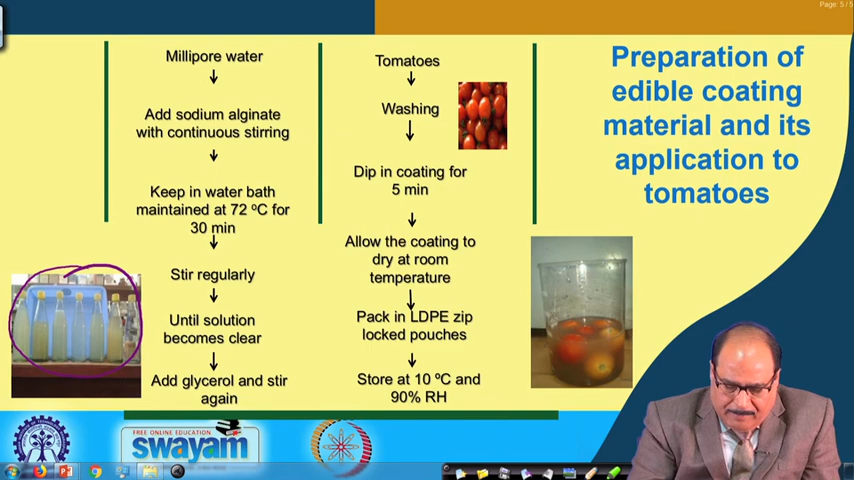 Page: 5 / 5
Preparation of
edible coating
material and its
application to
tomatoes
Millipore water
Add sodium alginate
with continuous stirring
Keep in water bath
maintained at 72 ºC for
30 min
Stir regularly
Until solution
becomes clear
Add glycerol and stir
again
Tomatoes
Washing
Dip in coating for
5 min
Allow the coating to
dry at room
temperature
Pack in LDPE zip
locked pouches
Store at 10 ºC and
90% RH
FREE ONLINE EDUCATION
swayam